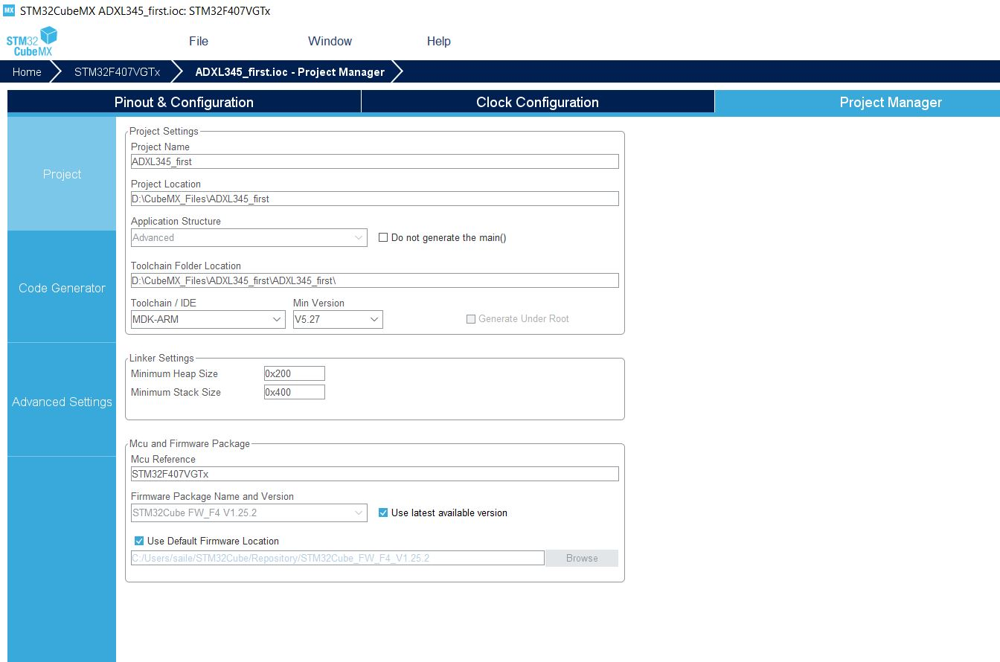 MX STM32CubeMX ADXL345_first.ioc: STM32F407VGTx
STM32 CubeMX
File Window Help
Home STM32F407VGTx ADXL345_first.ioc - Project Manager
Pinout & Configuration Clock Configuration Project Manager
Project
Code Generator
Advanced Settings
Project Settings
Project Name
ADXL345_first
Project Location
D:\CubeMX_Files\ADXL345_first
Application Structure
Advanced Do not generate the main()
Toolchain Folder Location
D:\CubeMX_Files\ADXL345_first\ADXL345_first\
Toolchain / IDE Min Version
MDK-ARM V5.27 Generate Under Root
Linker Settings
Minimum Heap Size 0x200
Minimum Stack Size 0x400
Mcu and Firmware Package
Mcu Reference
STM32F407VGTx
Firmware Package Name and Version
STM32Cube FW_F4 V1.25.2 Use latest available version
Use Default Firmware Location
C:/Users/saile/STM32Cube/Repository/STM32Cube_FW_F4_V1.25.2 Browse